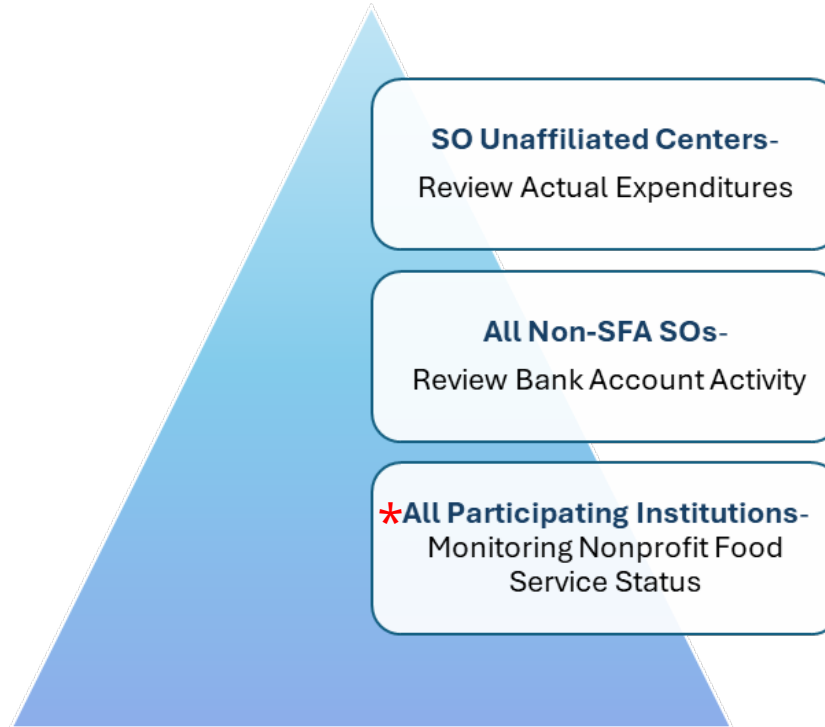 SO Unaffiliated Centers-
Review Actual Expenditures
All Non-SFA SOs-
Review Bank Account Activity
*All Participating Institutions-
Monitoring Nonprofit Food
Service Status